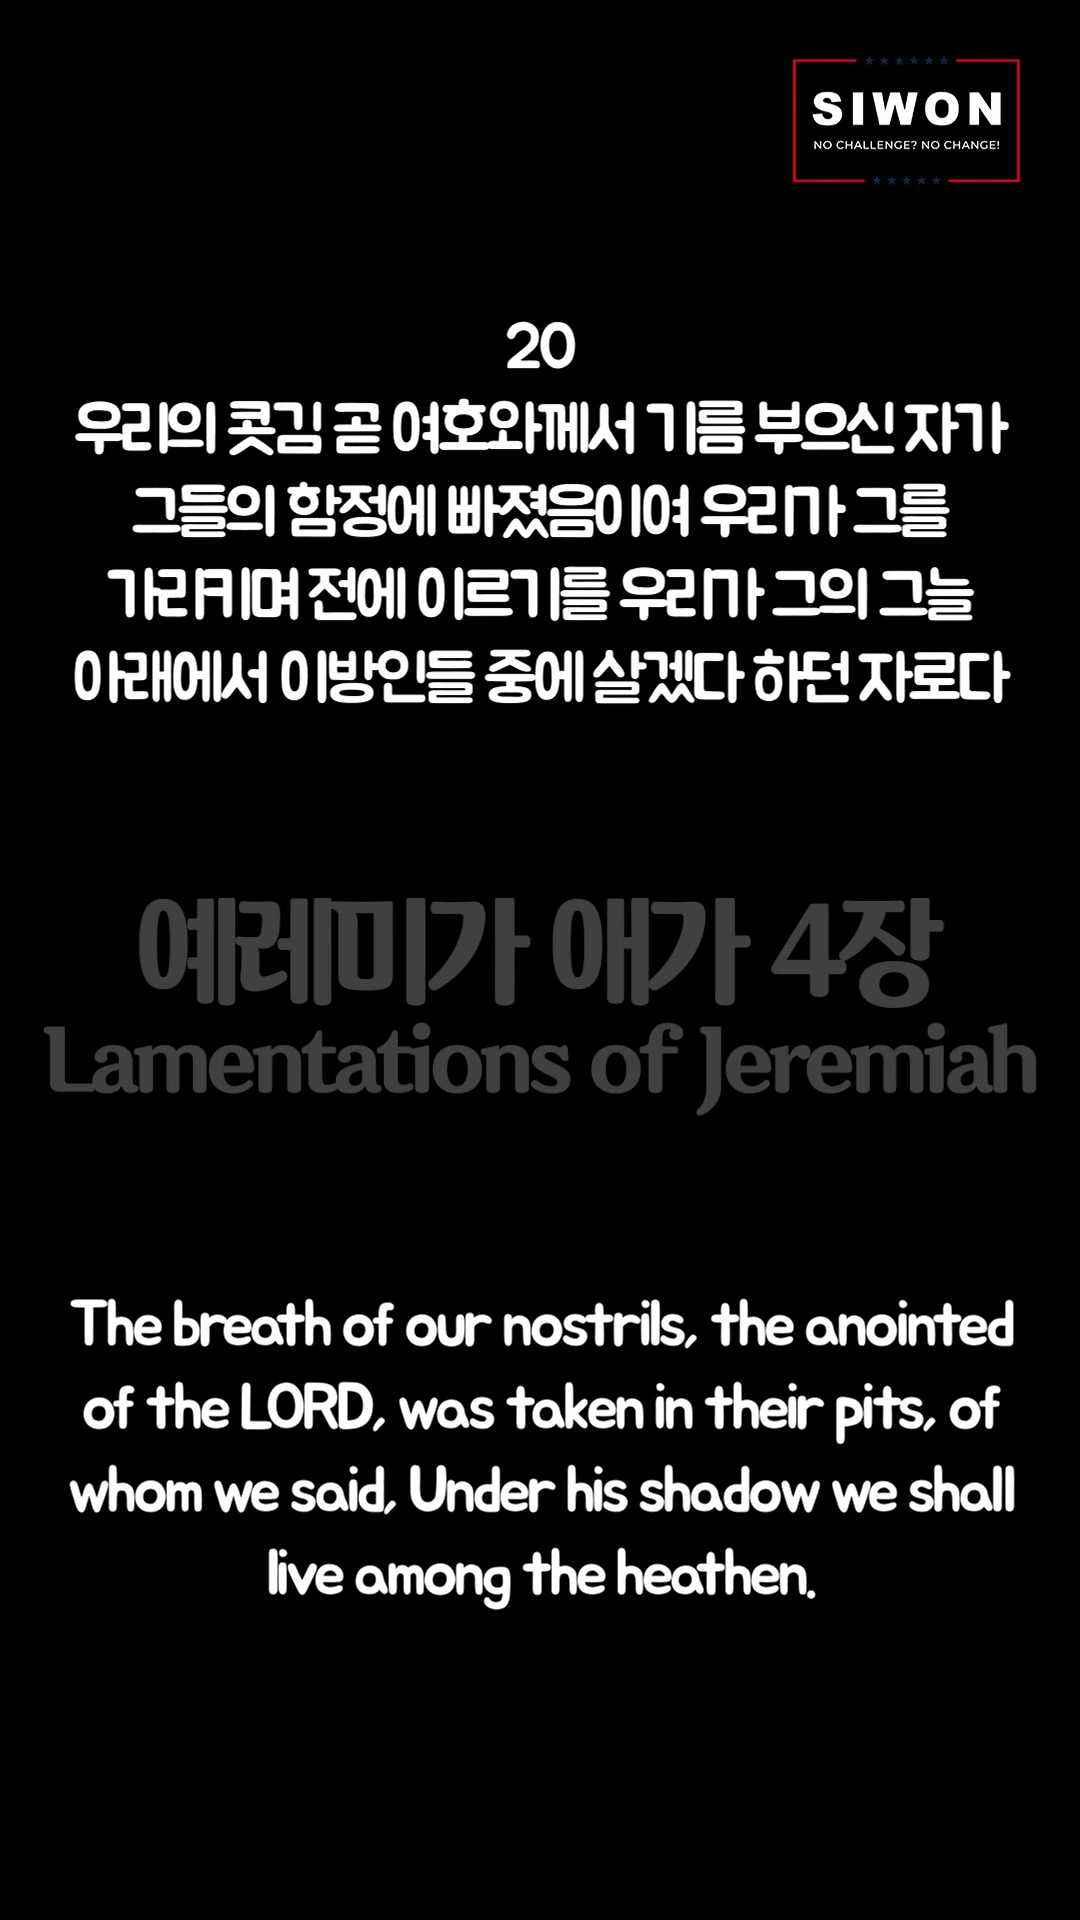 SIWON
NO CHALLENGE? NO CHANGE!
20
우리의 콧김 곧 여호와께서 기름 부으신 자가
그들의 함정에 빠졌음이여 우리가 그를
가리키며 전에 이르기를 우리가 그의 그늘
아래에서 이방인들 중에 살겠다 하던 자로다
예레미가 애가 4장
Lamentations of Jeremiah
The breath of our nostrils, the anointed
of the LORD, was taken in their pits, of
whom we said, Under his shadow we shall
live among the heathen.